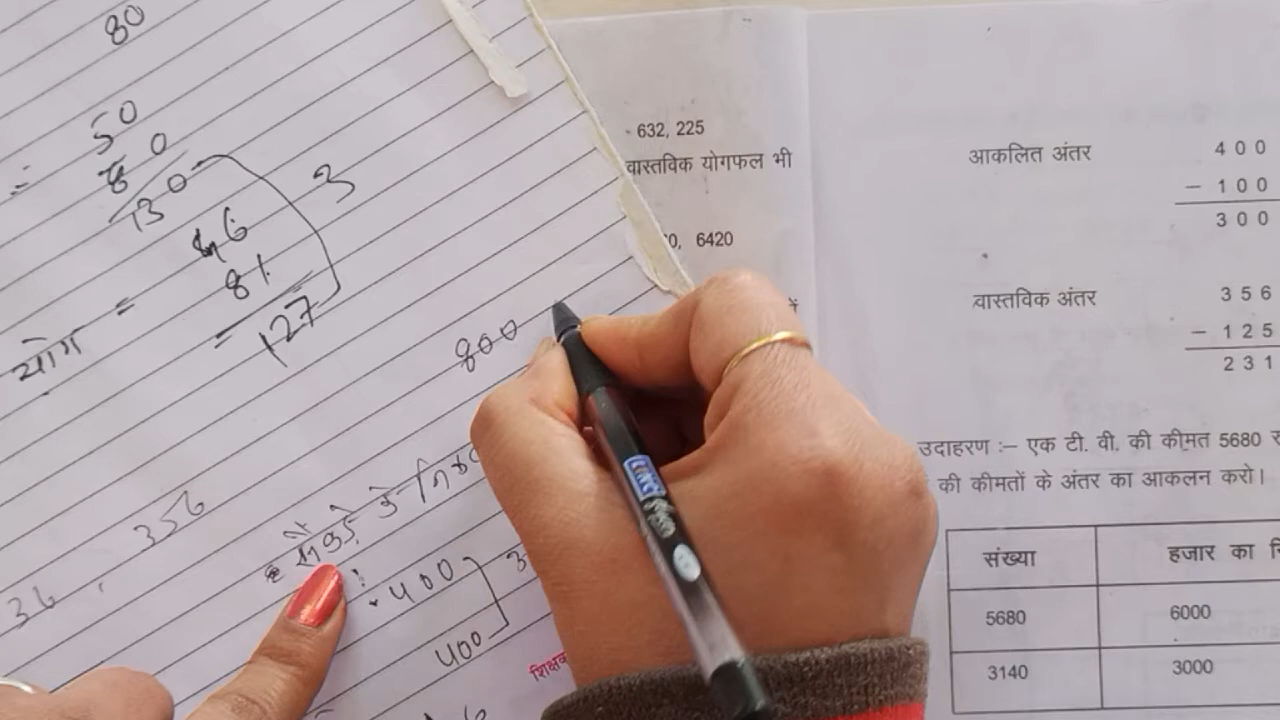 80
= 50
80
130
3
46
81
योग = 127
800
36, 356
सैकड़े के
400
400
632, 225
वास्तविक योगफल भी
6420
आकलित अंतर 400
– 100
300
वास्तविक अंतर 356
– 125
231
उदाहरण :– एक टी. वी. की कीमत 5680
की कीमतों के अंतर का आकलन करो।
संख्या हजार का
5680 6000
3140 3000